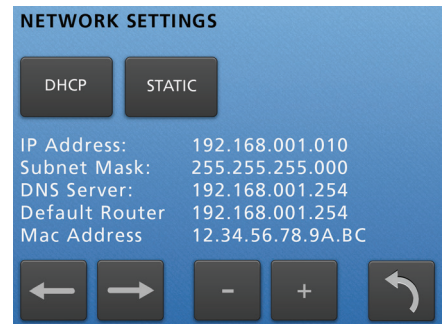 NETWORK SETTINGS
DHCP STATIC
IP Address: 192.168.001.010
Subnet Mask: 255.255.255.000
DNS Server: 192.168.001.254
Default Router 192.168.001.254
Mac Address 12.34.56.78.9A.BC
- +